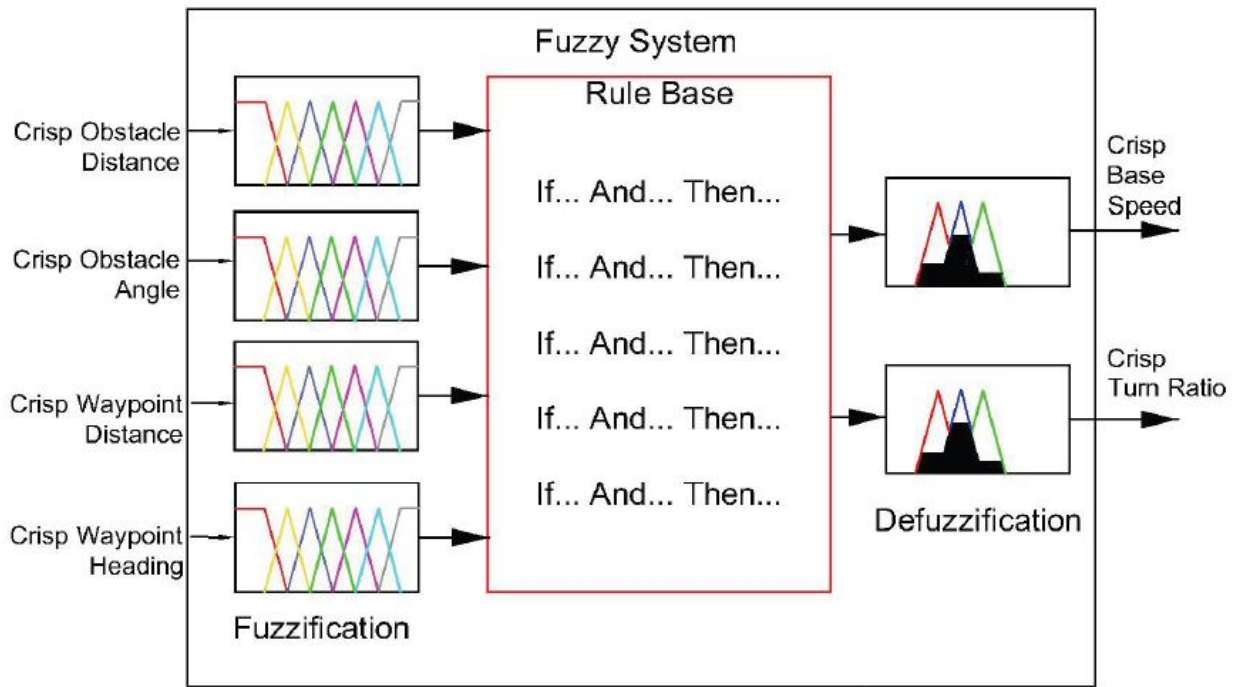 Fuzzy System
Rule Base
Crisp Obstacle
Distance
Crisp Obstacle
Angle
Crisp Waypoint
Distance
Crisp Waypoint
Heading
Fuzzification
If... And... Then...
If... And... Then...
If... And... Then...
If... And... Then...
If... And... Then...
Crisp
Base
Speed
Crisp
Turn Ratio
Defuzzification